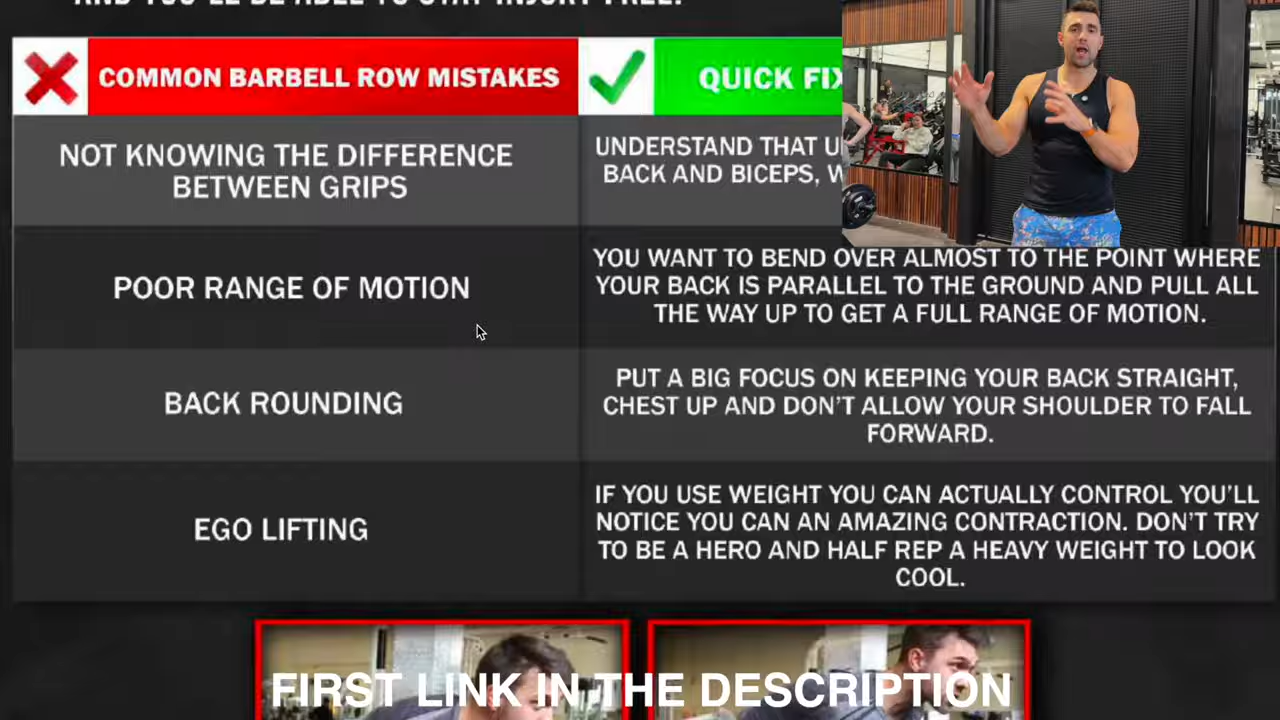 COMMON BARBELL ROW MISTAKES
QUICK FIX
NOT KNOWING THE DIFFERENCE
BETWEEN GRIPS
UNDERSTAND THAT
BACK AND BICEPS,
POOR RANGE OF MOTION
YOU WANT TO BEND OVER ALMOST TO THE POINT WHERE
YOUR BACK IS PARALLEL TO THE GROUND AND PULL ALL
THE WAY UP TO GET A FULL RANGE OF MOTION.
BACK ROUNDING
PUT A BIG FOCUS ON KEEPING YOUR BACK STRAIGHT,
CHEST UP AND DON'T ALLOW YOUR SHOULDER TO FALL
FORWARD.
EGO LIFTING
IF YOU USE WEIGHT YOU CAN ACTUALLY CONTROL YOU'LL
NOTICE YOU CAN AN AMAZING CONTRACTION. DON'T TRY
TO BE A HERO AND HALF REP A HEAVY WEIGHT TO LOOK
COOL.
FIRST LINK IN THE DESCRIPTION